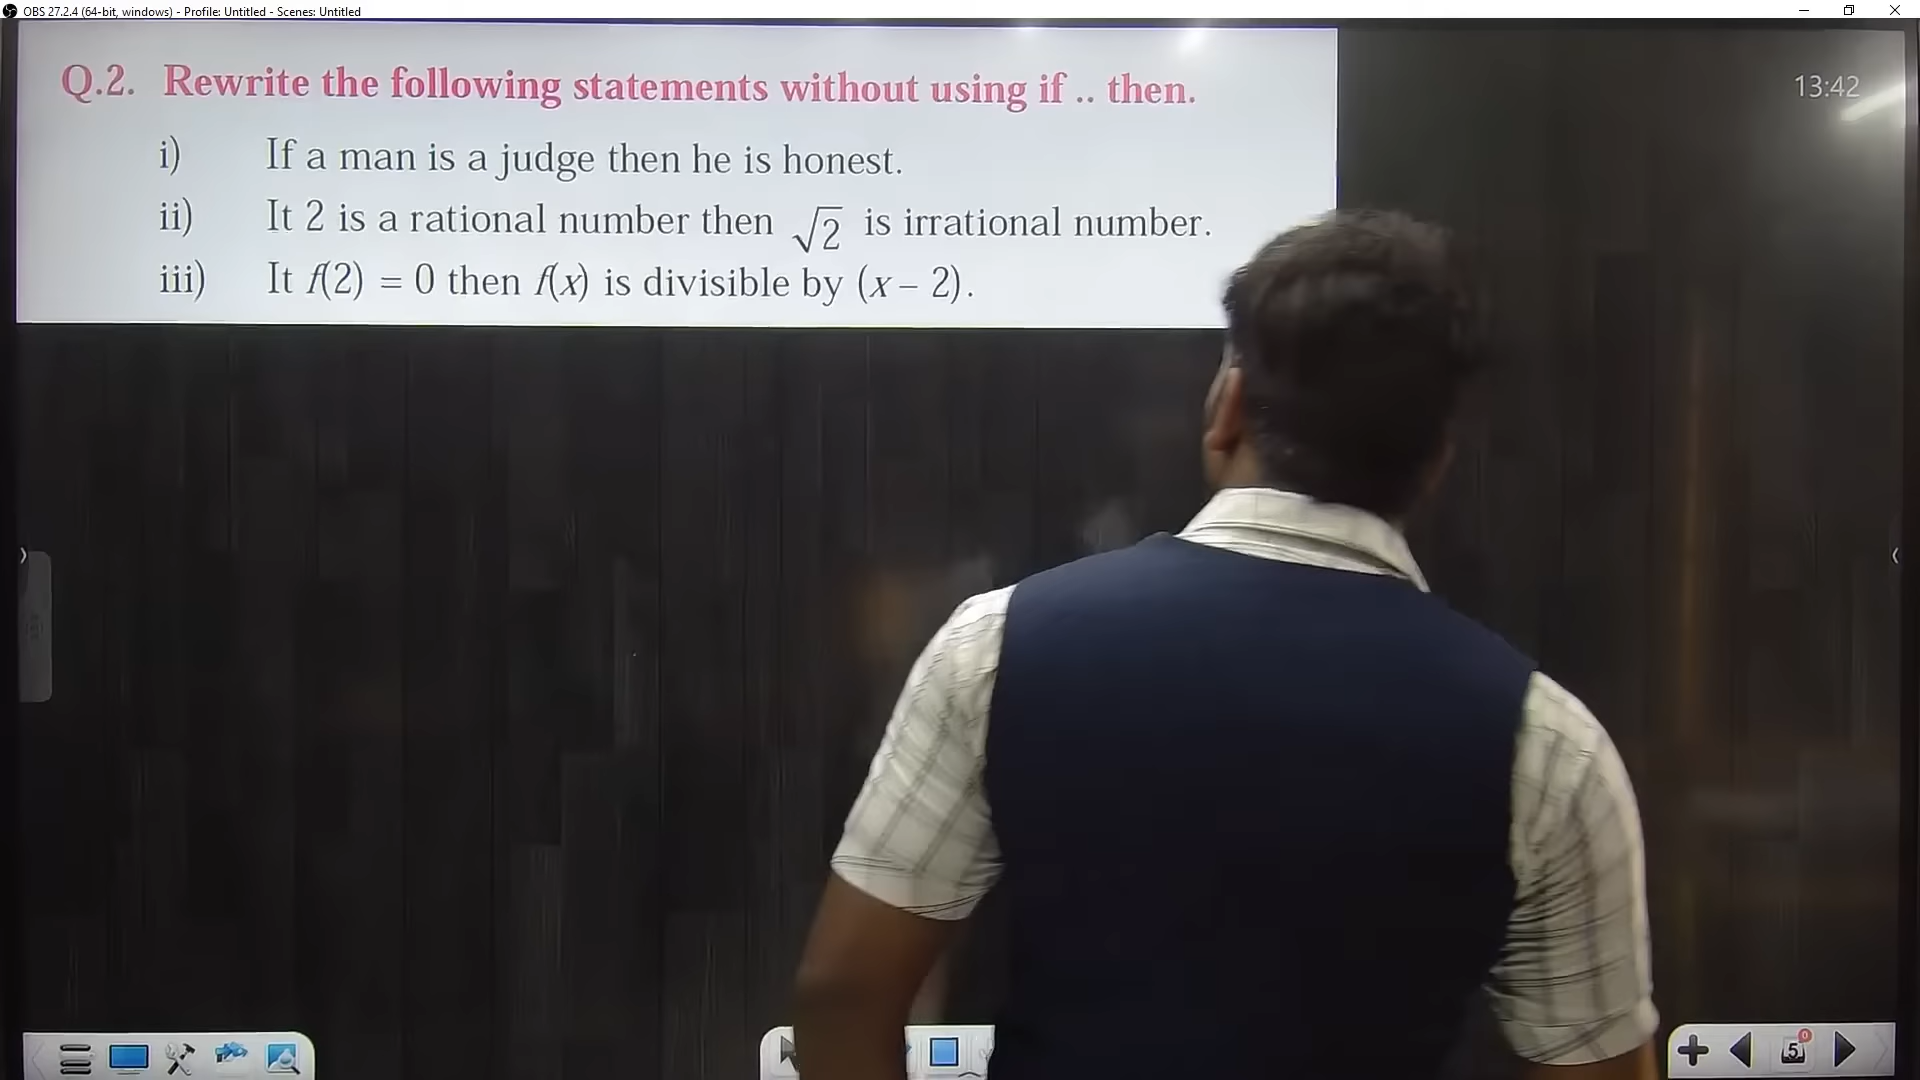 OBS 27.2.4 (64-bit, windows) - Profile: Untitled - Scenes: Untitled
Q.2. Rewrite the following statements without using if .. then.
13:42
i) If a man is a judge then he is honest.
ii) It 2 is a rational number then √2 is irrational number.
iii) It f(2) = 0 then f(x) is divisible by (x – 2).
5
0